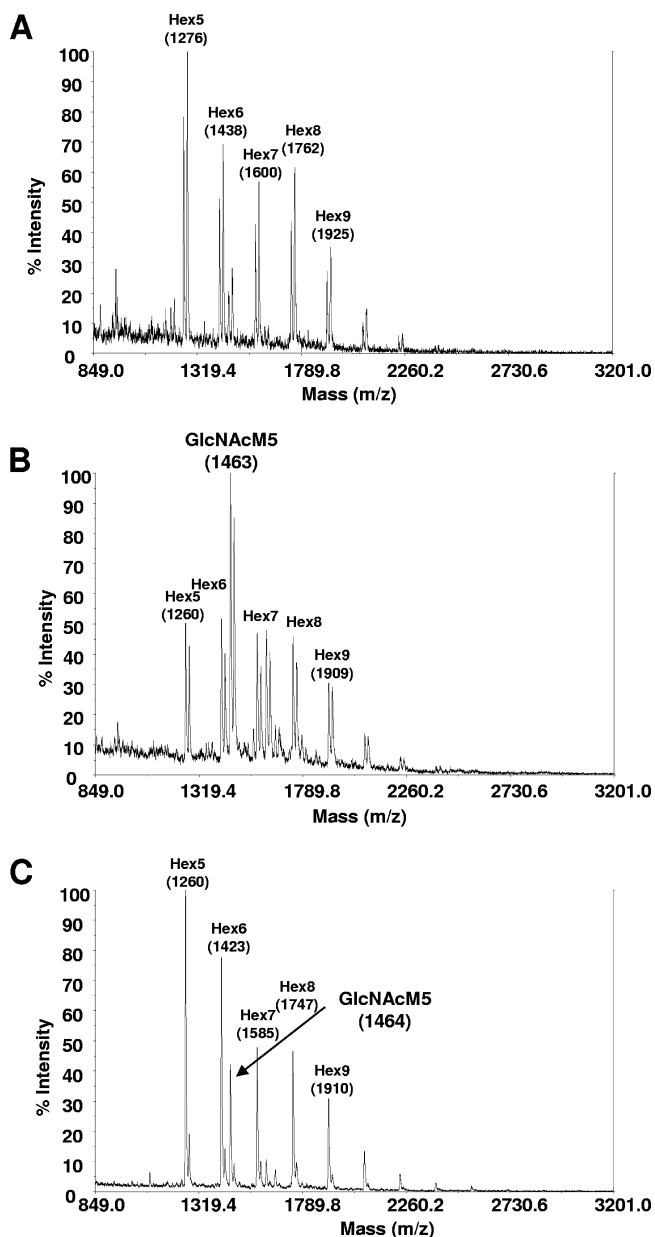 A
Hex5
(1276)
Hex6
(1438)
Hex7
(1600)
Hex8
(1762)
Hex9
(1925)
100
90
80
70
60
50
40
30
20
10
0
% Intensity
849.0 1319.4 1789.8 2260.2 2730.6 3201.0
Mass (m/z)
B
GlcNAcM5
(1463)
Hex5
(1260)
Hex6
Hex7
Hex8
Hex9
(1909)
100
90
80
70
60
50
40
30
20
10
0
% Intensity
849.0 1319.4 1789.8 2260.2 2730.6 3201.0
Mass (m/z)
C
Hex5
(1260)
Hex6
(1423)
Hex7
(1585)
Hex8
(1747)
GlcNAcM5
(1464)
Hex9
(1910)
100
90
80
70
60
50
40
30
20
10
0
% Intensity
849.0 1319.4 1789.8 2260.2 2730.6 3201.0
Mass (m/z)